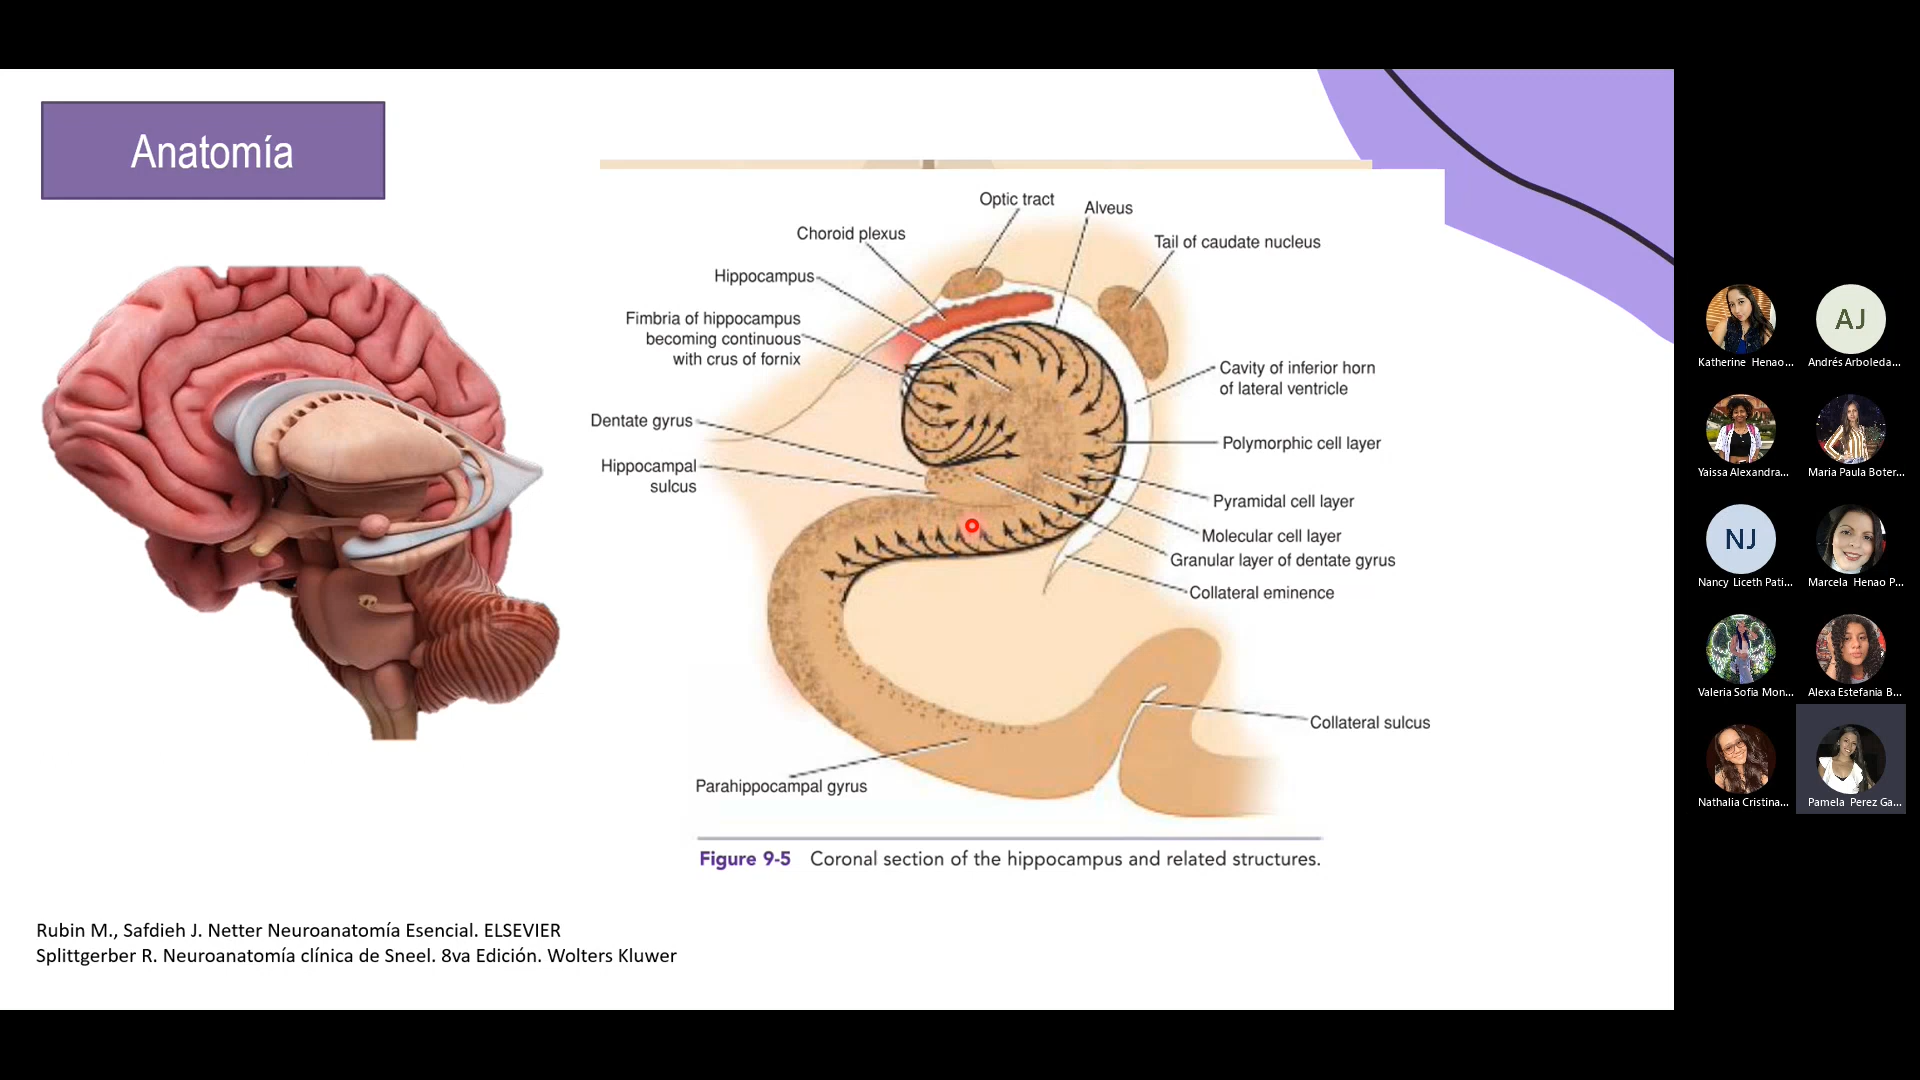 Anatomía
Optic tract
Alveus
Choroid plexus
Tail of caudate nucleus
Hippocampus
Fimbria of hippocampus
becoming continuous
with crus of fornix
Cavity of inferior horn
of lateral ventricle
Dentate gyrus
Polymorphic cell layer
Hippocampal
sulcus
Pyramidal cell layer
Molecular cell layer
Granular layer of dentate gyrus
Collateral eminence
Collateral sulcus
Parahippocampal gyrus
Figure 9-5 Coronal section of the hippocampus and related structures.
Rubin M., Safdieh J. Netter Neuroanatomía Esencial. ELSEVIER
Splittgerber R. Neuroanatomía clínica de Sneel. 8va Edición. Wolters Kluwer
AJ
Katherine Henao...
Andrés Arboleda...
Yaissa Alexandra...
Maria Paula Boter...
NJ
Nancy Liceth Pati...
Marcela Henao P...
Valeria Sofia Mon...
Alexa Estefania B...
Nathalia Cristina...
Pamela Perez Ga...